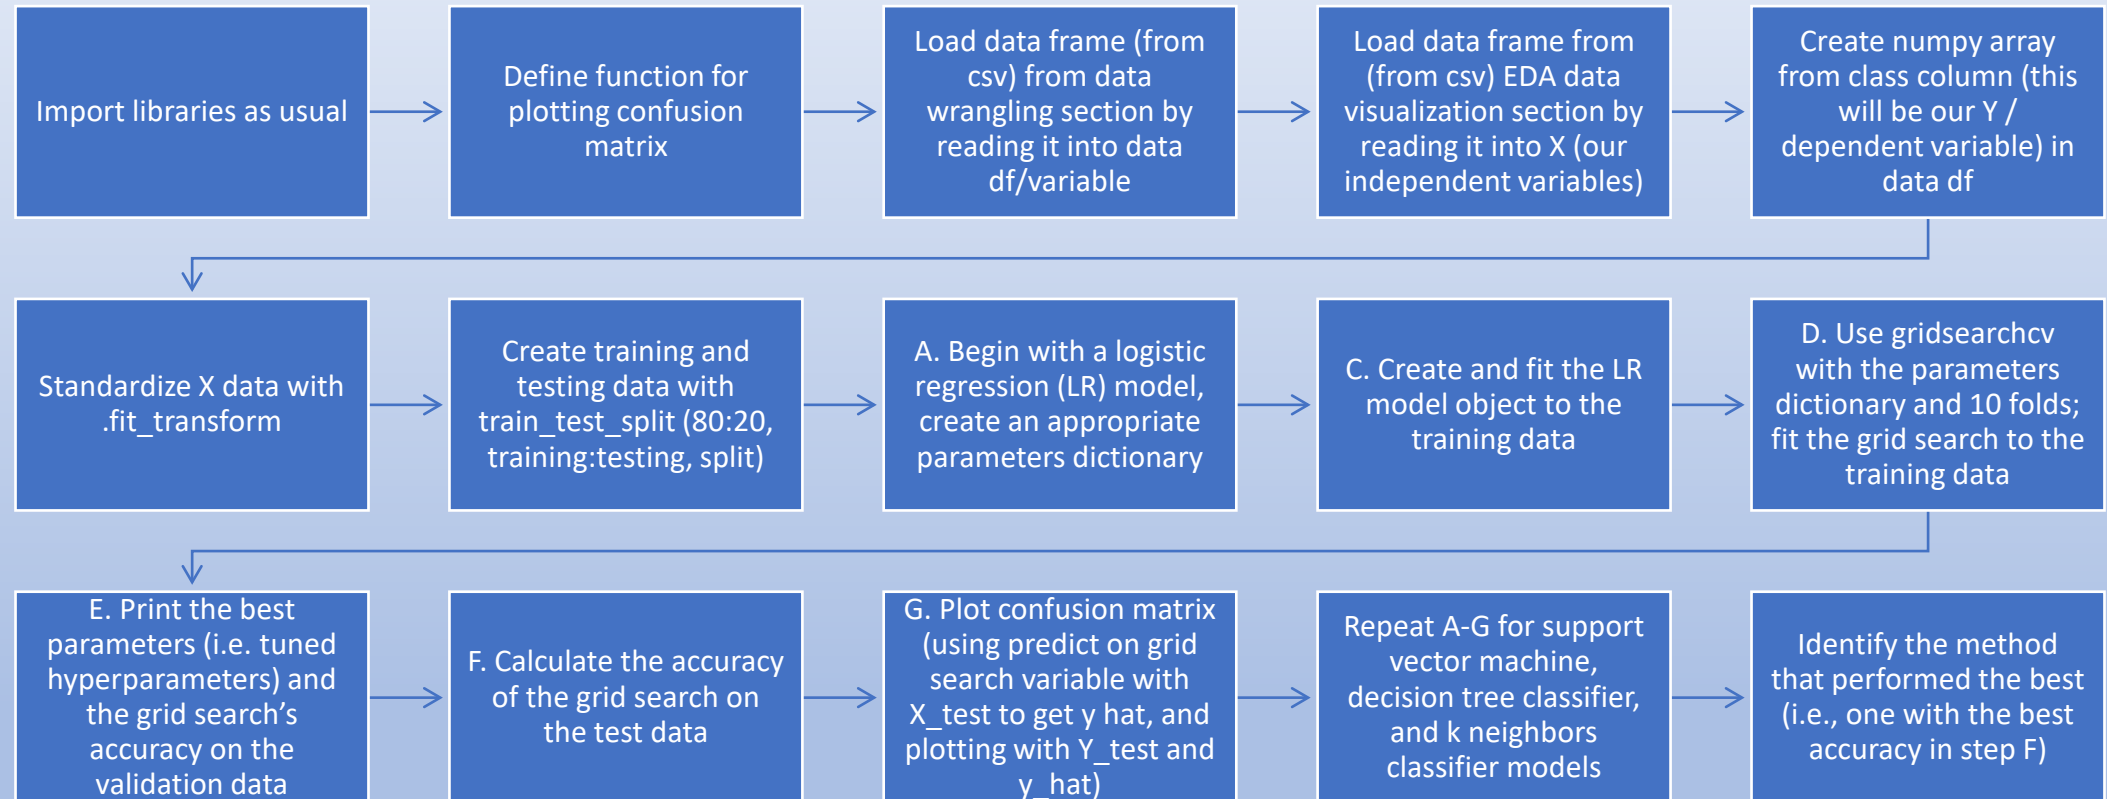 Import libraries as usual
Define function for
plotting confusion
matrix
Load data frame (from
csv) from data
wrangling section by
reading it into data
df/variable
Load data frame from
(from csv) EDA data
visualization section by
reading it into X (our
independent variables)
Create numpy array
from class column (this
will be our Y /
dependent variable) in
data df
Standardize X data with
.fit_transform
Create training and
testing data with
train_test_split (80:20,
training:testing, split)
A. Begin with a logistic
regression (LR) model,
create an appropriate
parameters dictionary
C. Create and fit the LR
model object to the
training data
D. Use gridsearchcv
with the parameters
dictionary and 10 folds;
fit the grid search to the
training data
E. Print the best
parameters (i.e. tuned
hyperparameters) and
the grid search’s
accuracy on the
validation data
F. Calculate the accuracy
of the grid search on
the test data
G. Plot confusion matrix
(using predict on grid
search variable with
X_test to get y hat, and
plotting with Y_test and
y_hat)
Repeat A-G for support
vector machine,
decision tree classifier,
and k neighbors
classifier models
Identify the method
that performed the best
(i.e., one with the best
accuracy in step F)